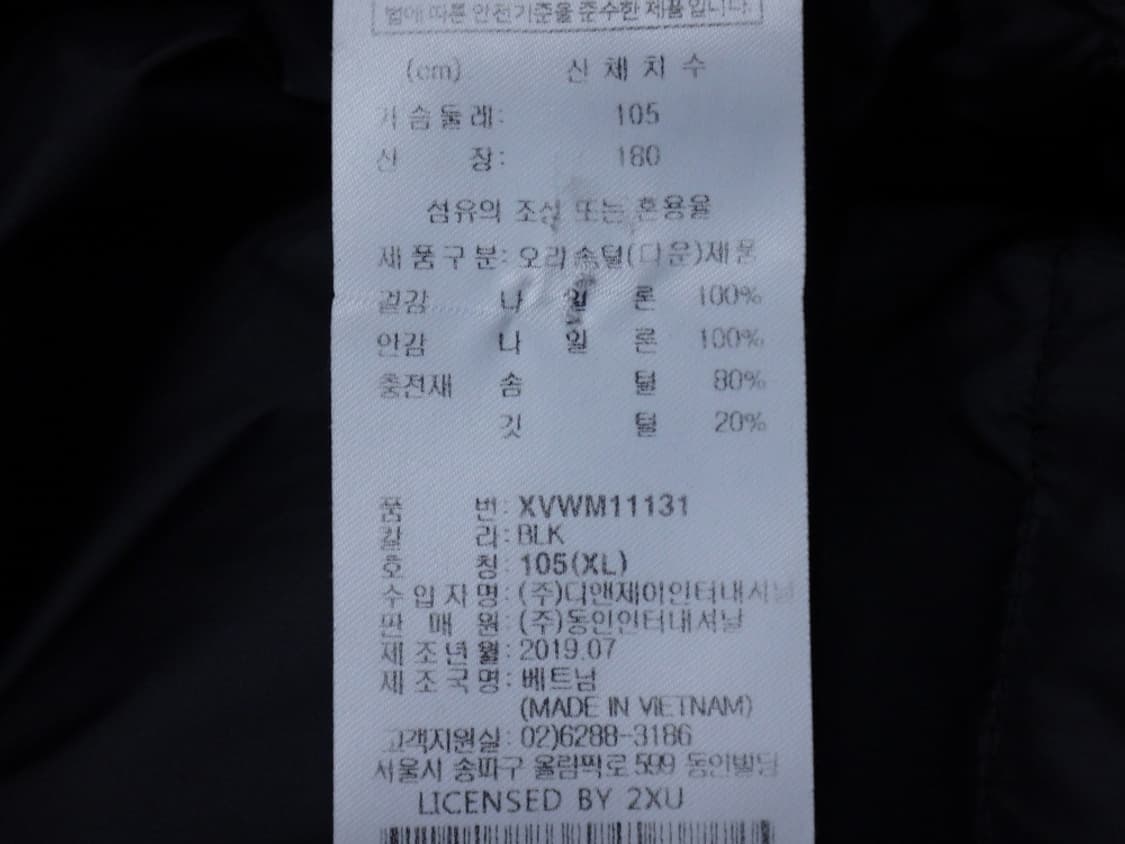 법에 따른 안전기준을 준수한 제품입니다.
(cm) 신체치수
가슴둘레: 105
신 장: 180
섬유의 조성 또는 혼용율
제품구분: 오리솜털(다운)제품
겉감 나일론 100%
안감 나일론 100%
충전재 솜털 80%
깃털 20%
품 번: XVWM11131
칼 라: BLK
호 칭: 105(XL)
수입자명: (주)디앤제이인터내셔널
판매원: (주)동인인터내셔날
제조년월: 2019.07
제조국명: 베트남
(MADE IN VIETNAM)
고객지원실: 02)6288-3186
서울시 송파구 올림픽로 599 동인빌딩
LICENSED BY 2XU